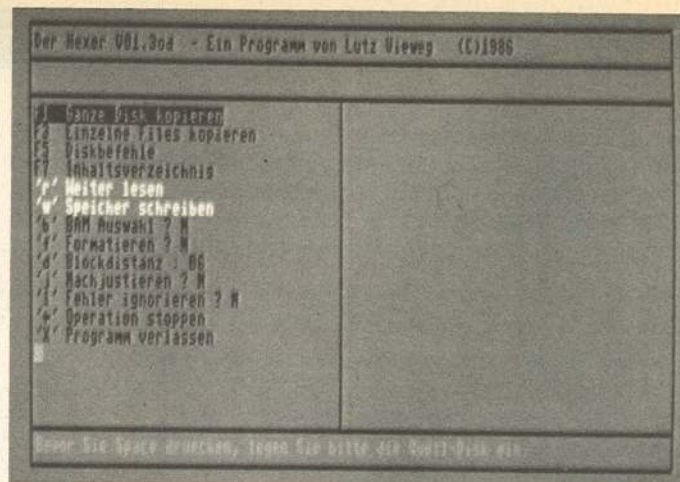 Der Hexer V01.3od - Ein Programm von Lutz Vieweg (C)1986
F1 Ganze Disk kopieren
F3 Einzelne Files kopieren
F5 Diskbefehle
F7 Inhaltsverzeichnis
'r' Weiter lesen
'w' Speicher schreiben
'b' BAM Auswahl ? N
'f' Formatieren ? N
'd' Blockdistanz : 06
'j' Nachjustieren ? N
'i' Fehler ignorieren ? N
'←' Operation stoppen
'X' Programm verlassen
Bevor Sie Space druecken, legen Sie bitte die Quell-Disk ein